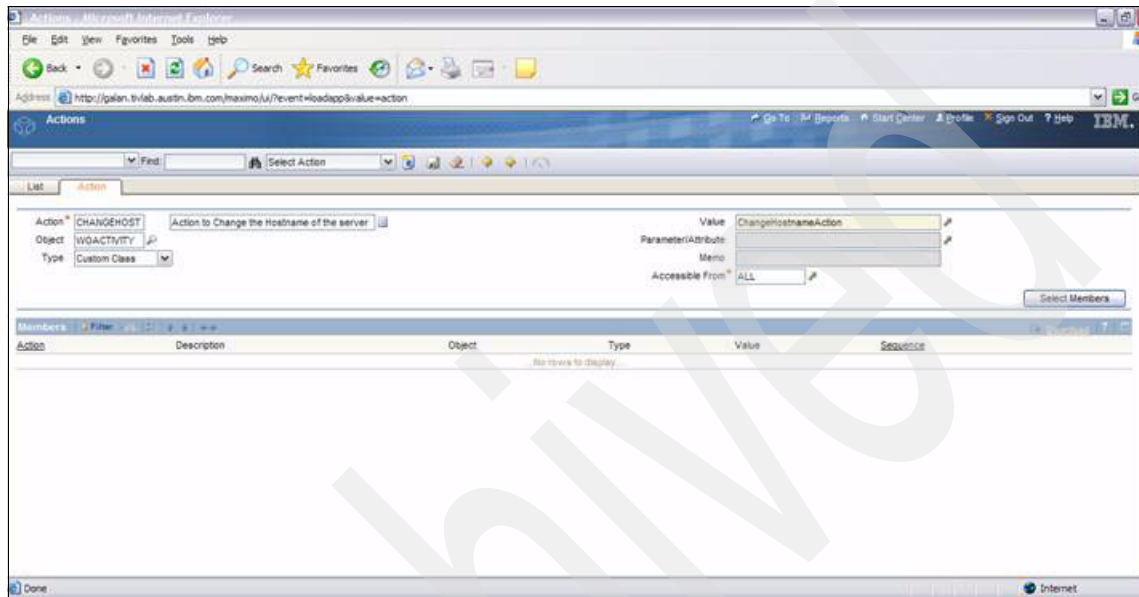 Actions - Microsoft Internet Explorer
File Edit View Favorites Tools Help
Back Search Favorites
Address http://galan.tivlab.austin.ibm.com/maximo/ui/?event=loadapp&value=action
Actions Go To Reports Start Center Profile Sign Out ? Help IBM.
Find: Select Action
List Action
Action* CHANGEHOST Action to Change the Hostname of the server Value ChangeHostnameAction
Object WOACTIVITY Parameter/Attribute
Type Custom Class Memo
Accessible From* ALL
Select Members
Members Filter Download ?
Action Description Object Type Value Sequence
No rows to display...
Done Internet